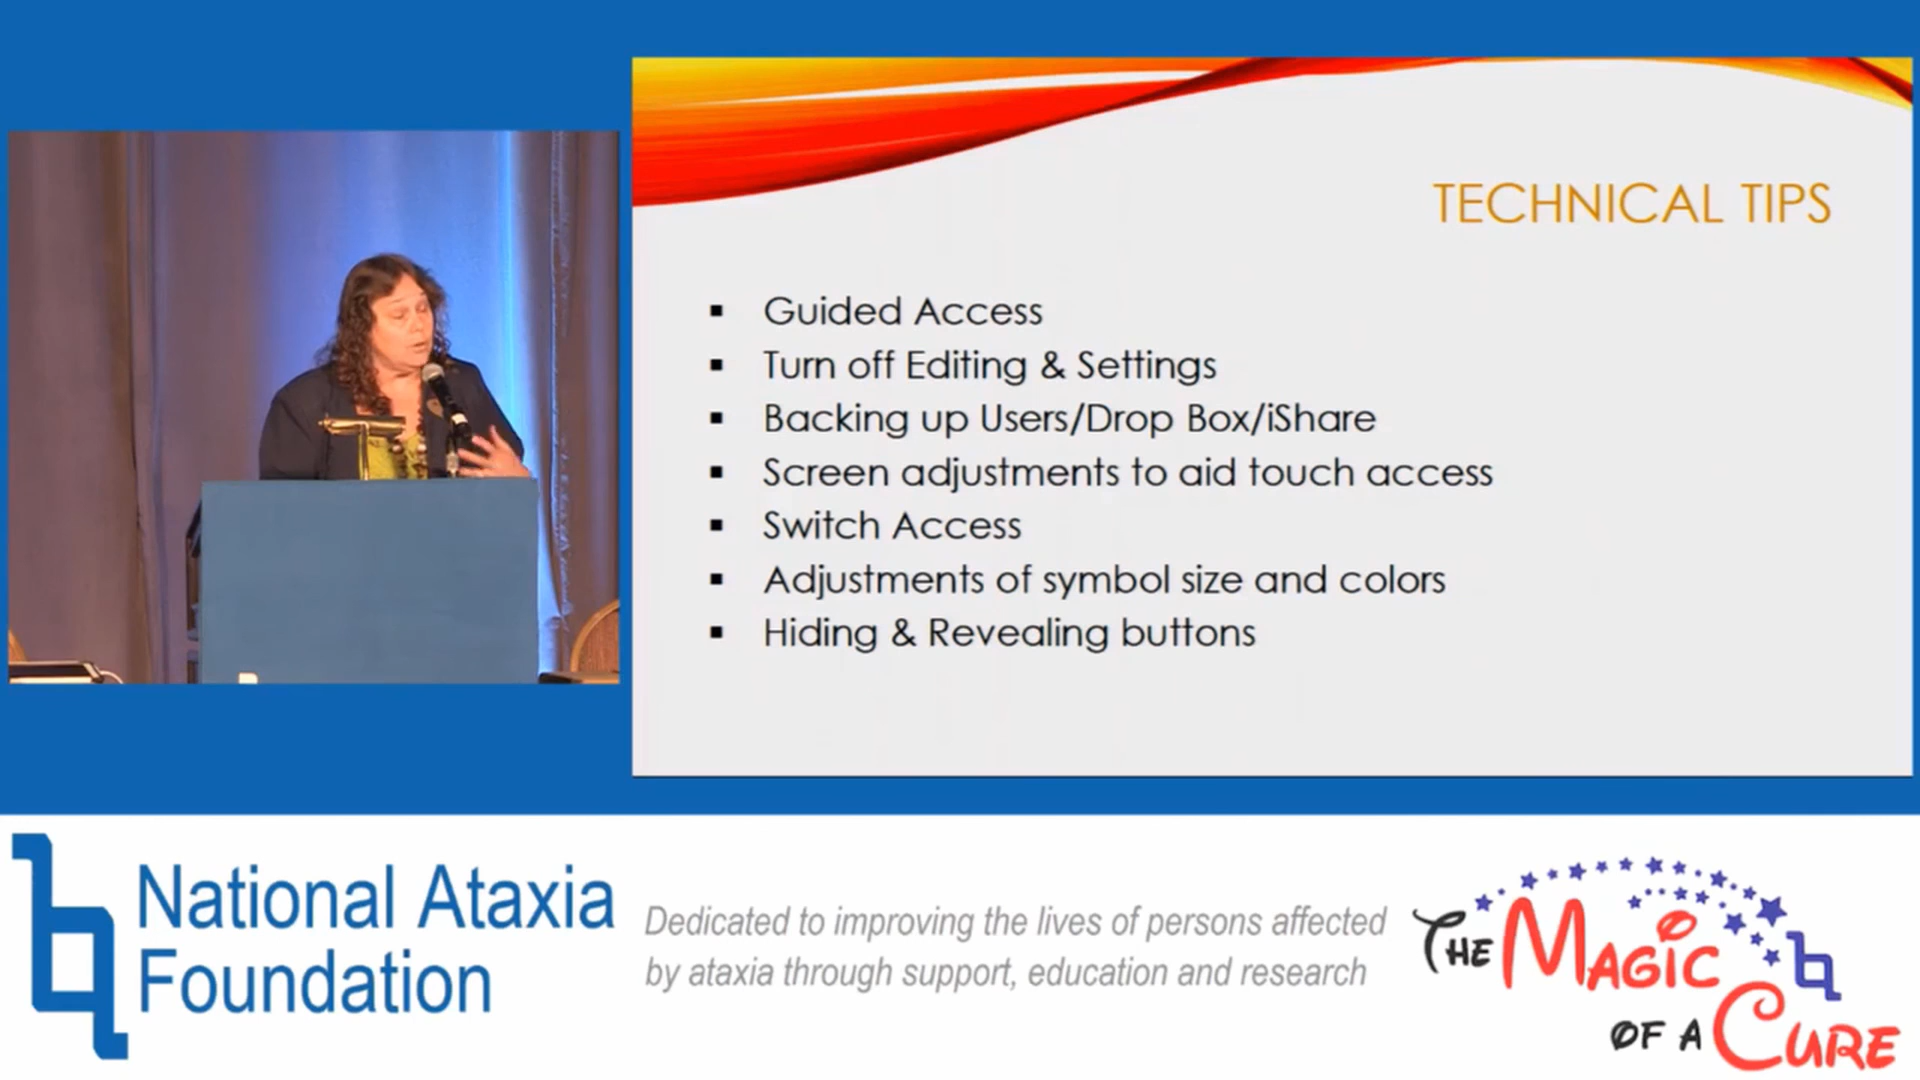 TECHNICAL TIPS
Guided Access
Turn off Editing & Settings
Backing up Users/Drop Box/iShare
Screen adjustments to aid touch access
Switch Access
Adjustments of symbol size and colors
Hiding & Revealing buttons
National Ataxia
Foundation
Dedicated to improving the lives of persons affected
by ataxia through support, education and research
THE MAGIC
OF A CURE